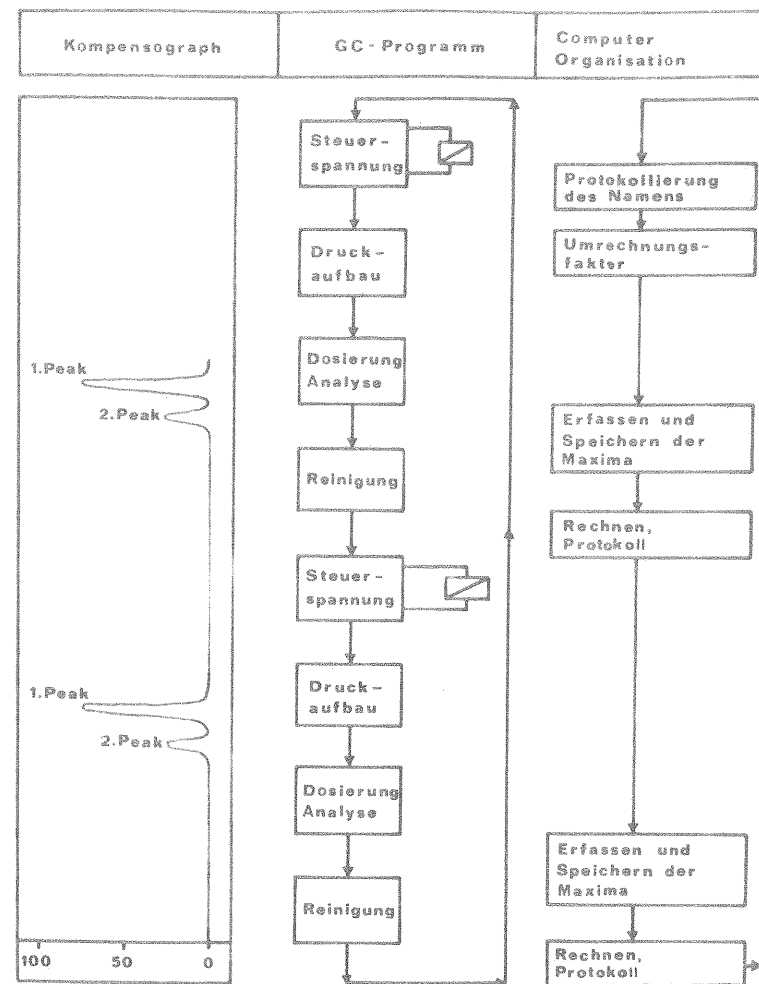 Kompensograph
GC-Programm
Computer
Organisation
1.Peak
2.Peak
1.Peak
2.Peak
100 50 0
Steuer-
spannung
Druck-
aufbau
Dosierung
Analyse
Reinigung
Steuer-
spannung
Druck-
aufbau
Dosierung
Analyse
Reinigung
Protokollierung
des Namens
Umrechnungs-
faktor
Erfassen und
Speichern der
Maxima
Rechnen,
Protokoll
Erfassen und
Speichern der
Maxima
Rechnen,
Protokoll